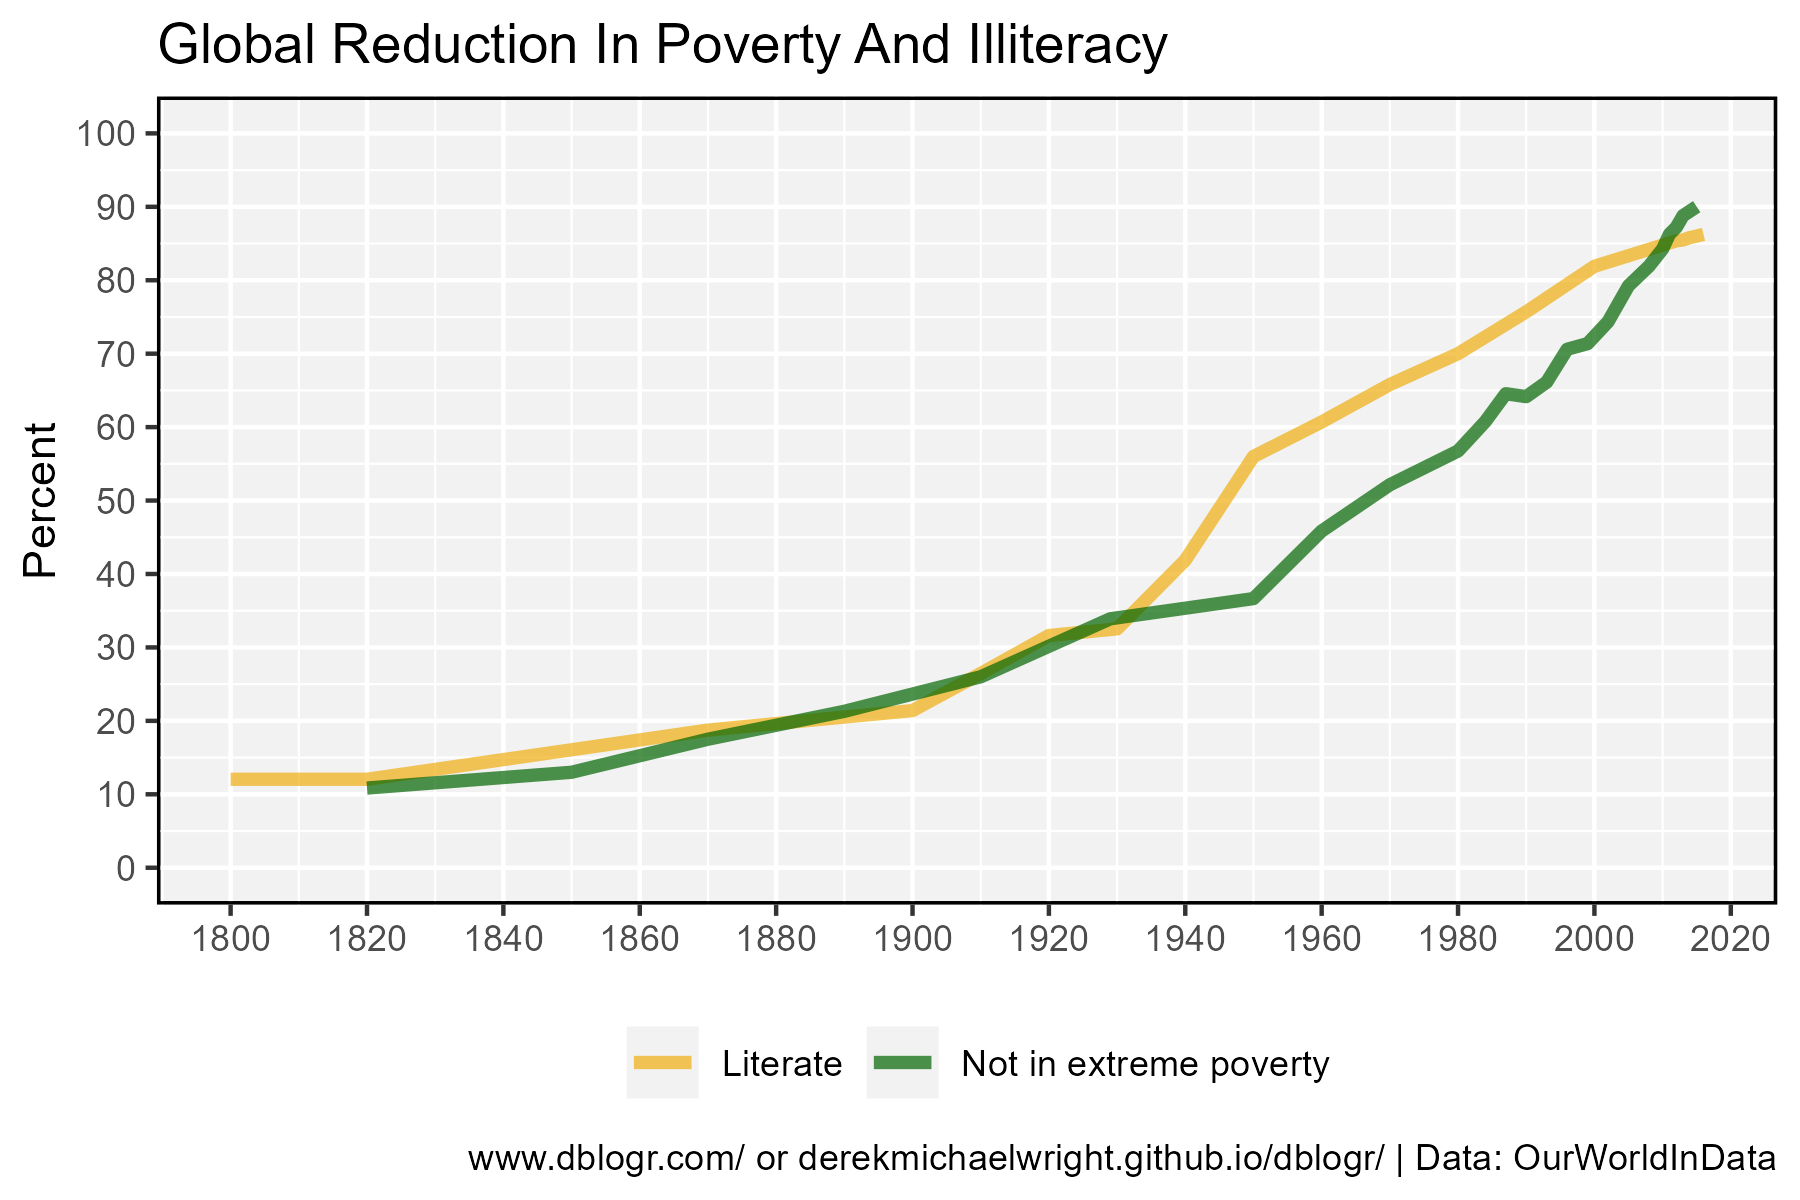 Global Reduction In Poverty And Illiteracy
Percent
100
90
80
70
60
50
40
30
20
10
0
1800 1820 1840 1860 1880 1900 1920 1940 1960 1980 2000 2020
Literate Not in extreme poverty
www.dblogr.com/ or derekmichaelwright.github.io/dblogr/ | Data: OurWorldInData